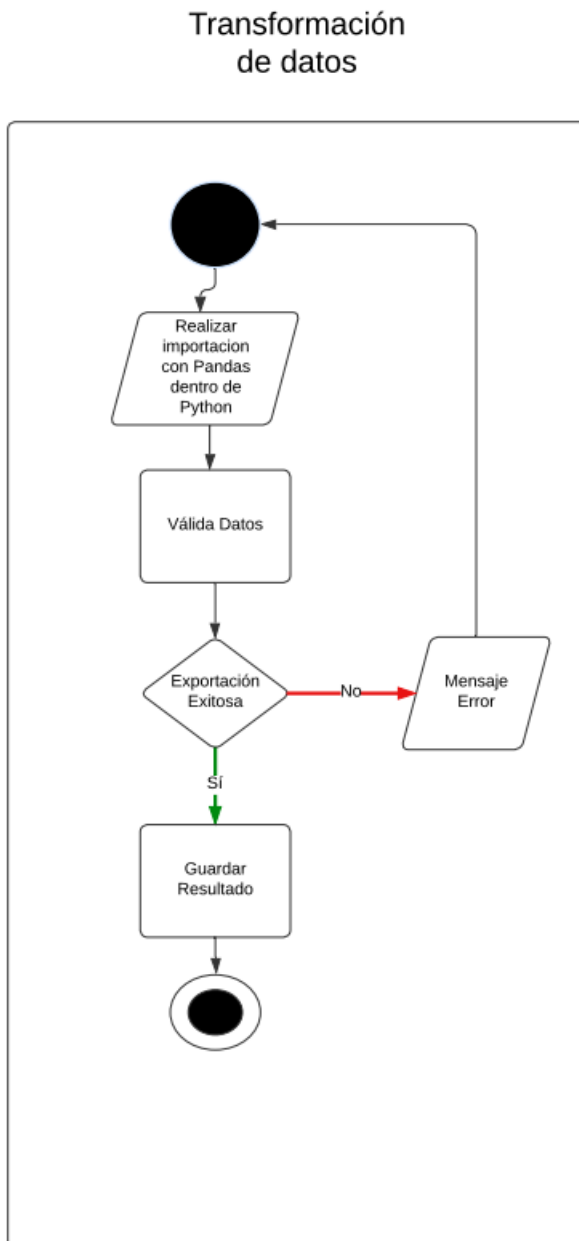 Transformación
de datos
Realizar
importacion
con Pandas
dentro de
Python
Válida Datos
Exportación
Exitosa
No
Mensaje
Error
Sí
Guardar
Resultado